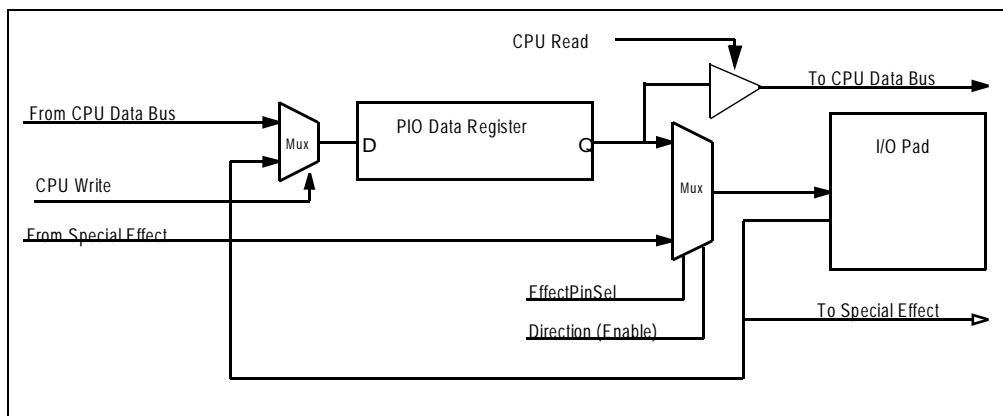 CPU Read
To CPU Data Bus
From CPU Data Bus
Mux
D
PIO Data Register
Q
Mux
I/O Pad
CPU Write
From Special Effect
EffectPinSel
To Special Effect
Direction (Enable)